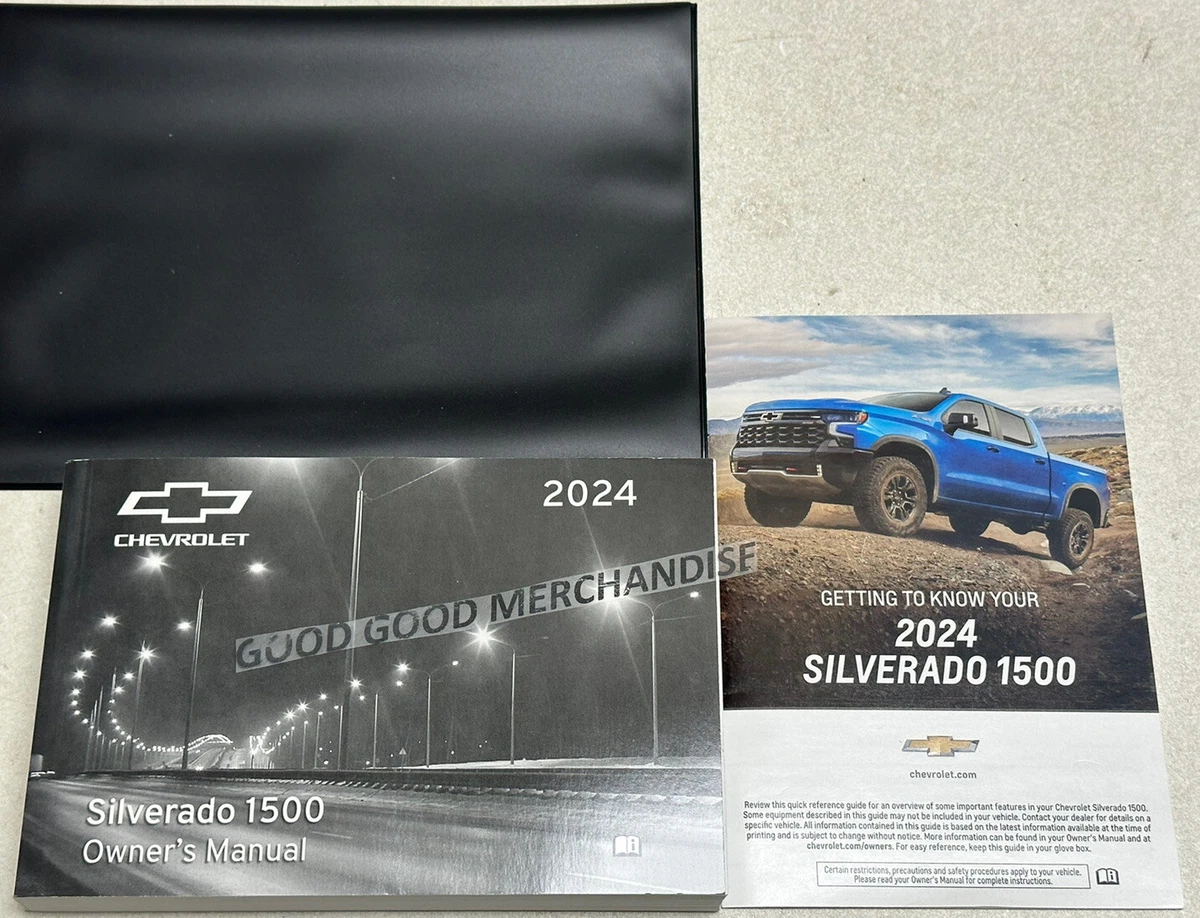 CHEVROLET
2024
GOOD GOOD MERCHANDISE
Silverado 1500
Owner's Manual
GETTING TO KNOW YOUR
2024
SILVERADO 1500
chevrolet.com
Review this quick reference guide for an overview of some important features in your Chevrolet Silverado 1500.
Some equipment described in this guide may not be included in your vehicle. Contact your dealer for details on a
specific vehicle. All information contained in this guide is based on the latest information available at the time of
printing and is subject to change without notice. More information can be found in your Owner's Manual and at
chevrolet.com/owners. For easy reference, keep this guide in your glove box.
Certain restrictions, precautions and safety procedures apply to your vehicle.
Please read your Owner's Manual for complete instructions.